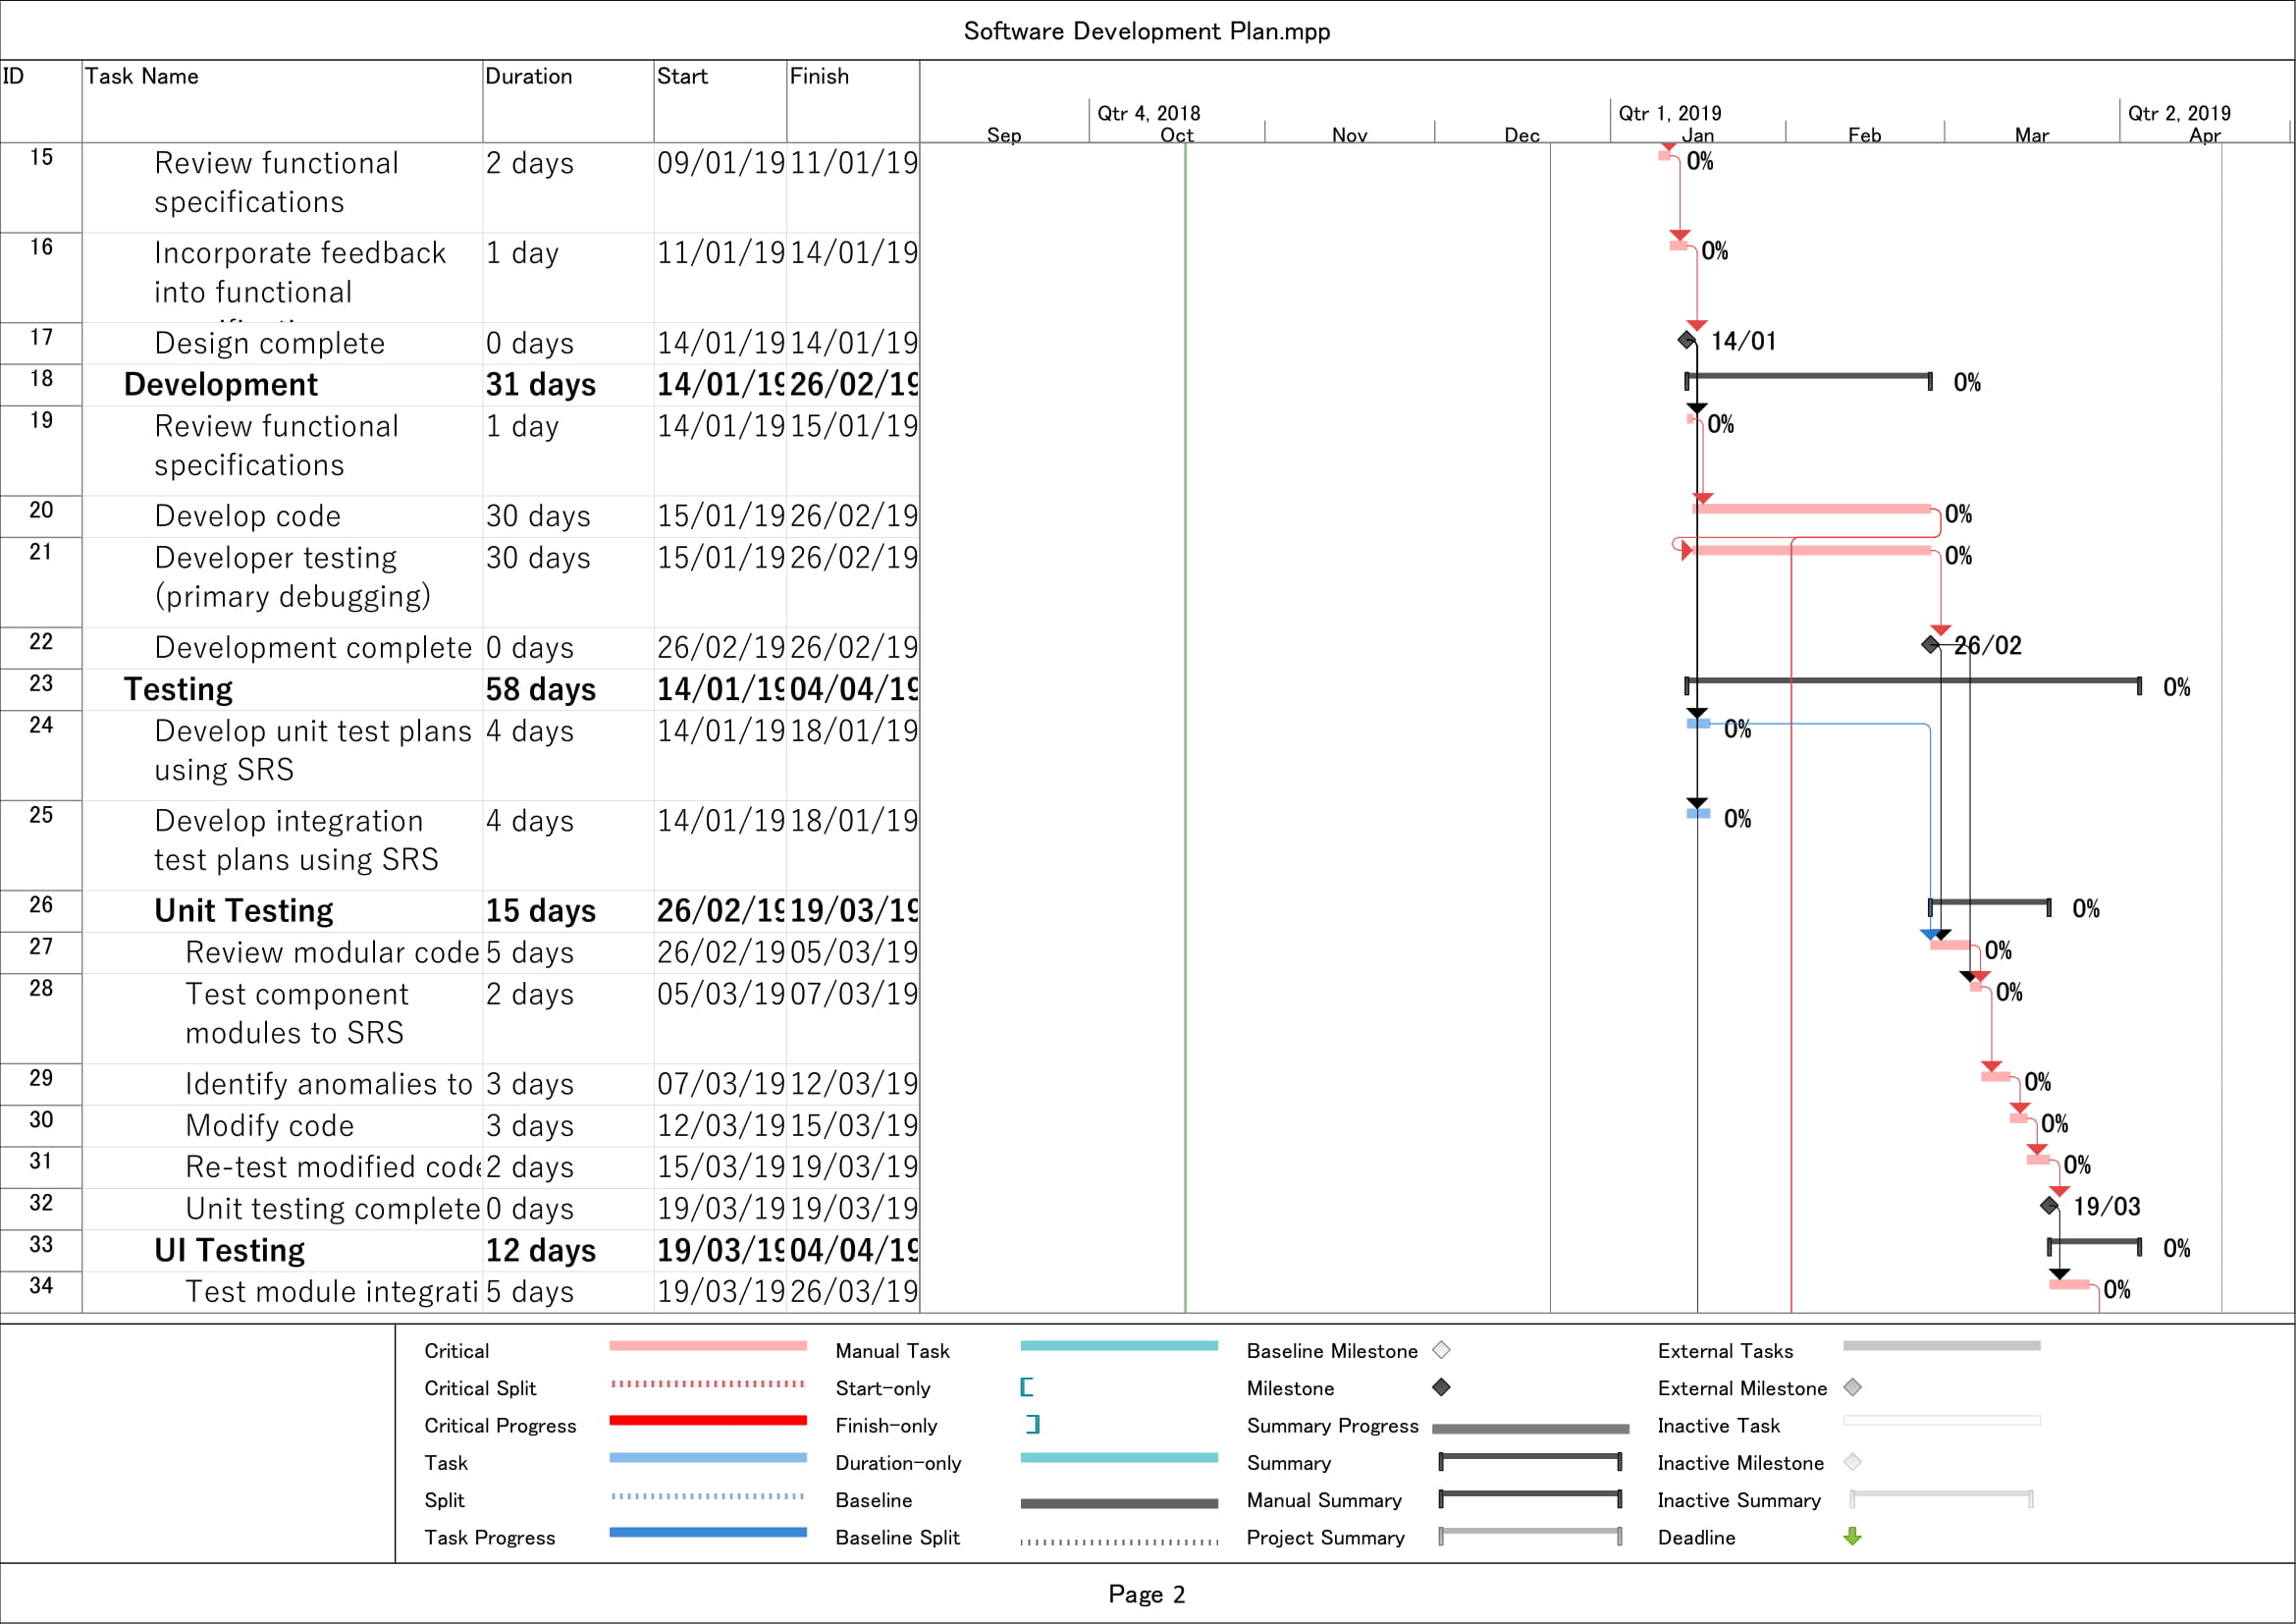 Software Development Plan.mpp
ID Task Name Duration Start Finish
Qtr 4, 2018 Qtr 1, 2019 Qtr 2, 2019
Sep Oct Nov Dec Jan Feb Mar Apr
15 Review functional 2 days 09/01/19 11/01/19 0%
specifications
16 Incorporate feedback 1 day 11/01/19 14/01/19 0%
into functional
17 Design complete 0 days 14/01/19 14/01/19 14/01
18 Development 31 days 14/01/19 26/02/19 0%
19 Review functional 1 day 14/01/19 15/01/19 0%
specifications
20 Develop code 30 days 15/01/19 26/02/19 0%
21 Developer testing 30 days 15/01/19 26/02/19 0%
(primary debugging)
22 Development complete 0 days 26/02/19 26/02/19 26/02
23 Testing 58 days 14/01/19 04/04/19 0%
24 Develop unit test plans 4 days 14/01/19 18/01/19 0%
using SRS
25 Develop integration 4 days 14/01/19 18/01/19 0%
test plans using SRS
26 Unit Testing 15 days 26/02/19 19/03/19 0%
27 Review modular code 5 days 26/02/19 05/03/19 0%
28 Test component 2 days 05/03/19 07/03/19 0%
modules to SRS
29 Identify anomalies to 3 days 07/03/19 12/03/19 0%
30 Modify code 3 days 12/03/19 15/03/19 0%
31 Re-test modified code 2 days 15/03/19 19/03/19 0%
32 Unit testing complete 0 days 19/03/19 19/03/19 19/03
33 UI Testing 12 days 19/03/19 04/04/19 0%
34 Test module integrati 5 days 19/03/19 26/03/19 0%
Critical Manual Task Baseline Milestone External Tasks
Critical Split Start-only Milestone External Milestone
Critical Progress Finish-only Summary Progress Inactive Task
Task Duration-only Summary Inactive Milestone
Split Baseline Manual Summary Inactive Summary
Task Progress Baseline Split Project Summary Deadline
Page 2